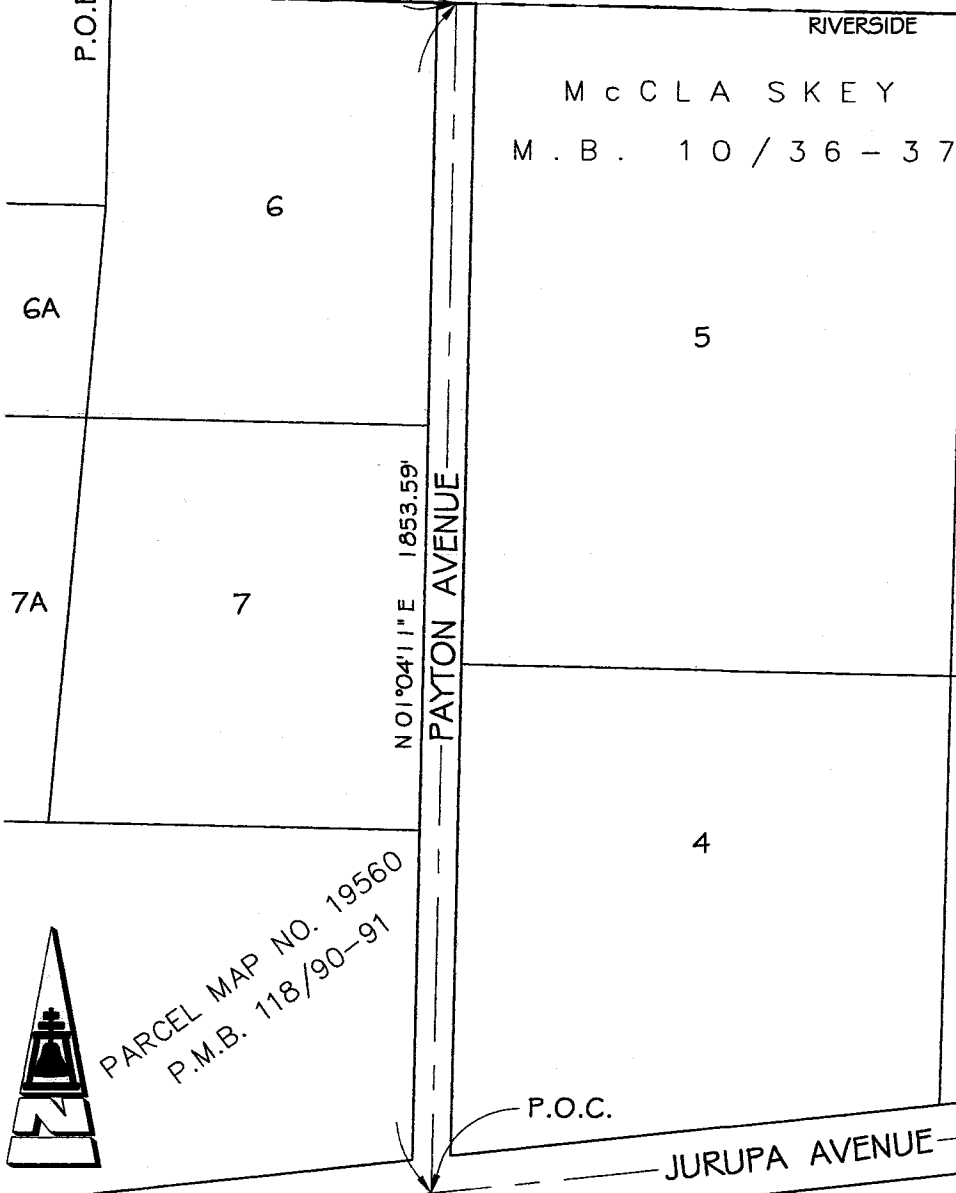 P.O.
RIVERSIDE
McCLASKEY
M.B. 10/36-37
6
6A
5
N01°04'11"E 1853.59'
PAYTON AVENUE
7A
7
4
PARCEL MAP NO. 19560
P.M.B. 118/90-91
N
P.O.C.
JURUPA AVENUE